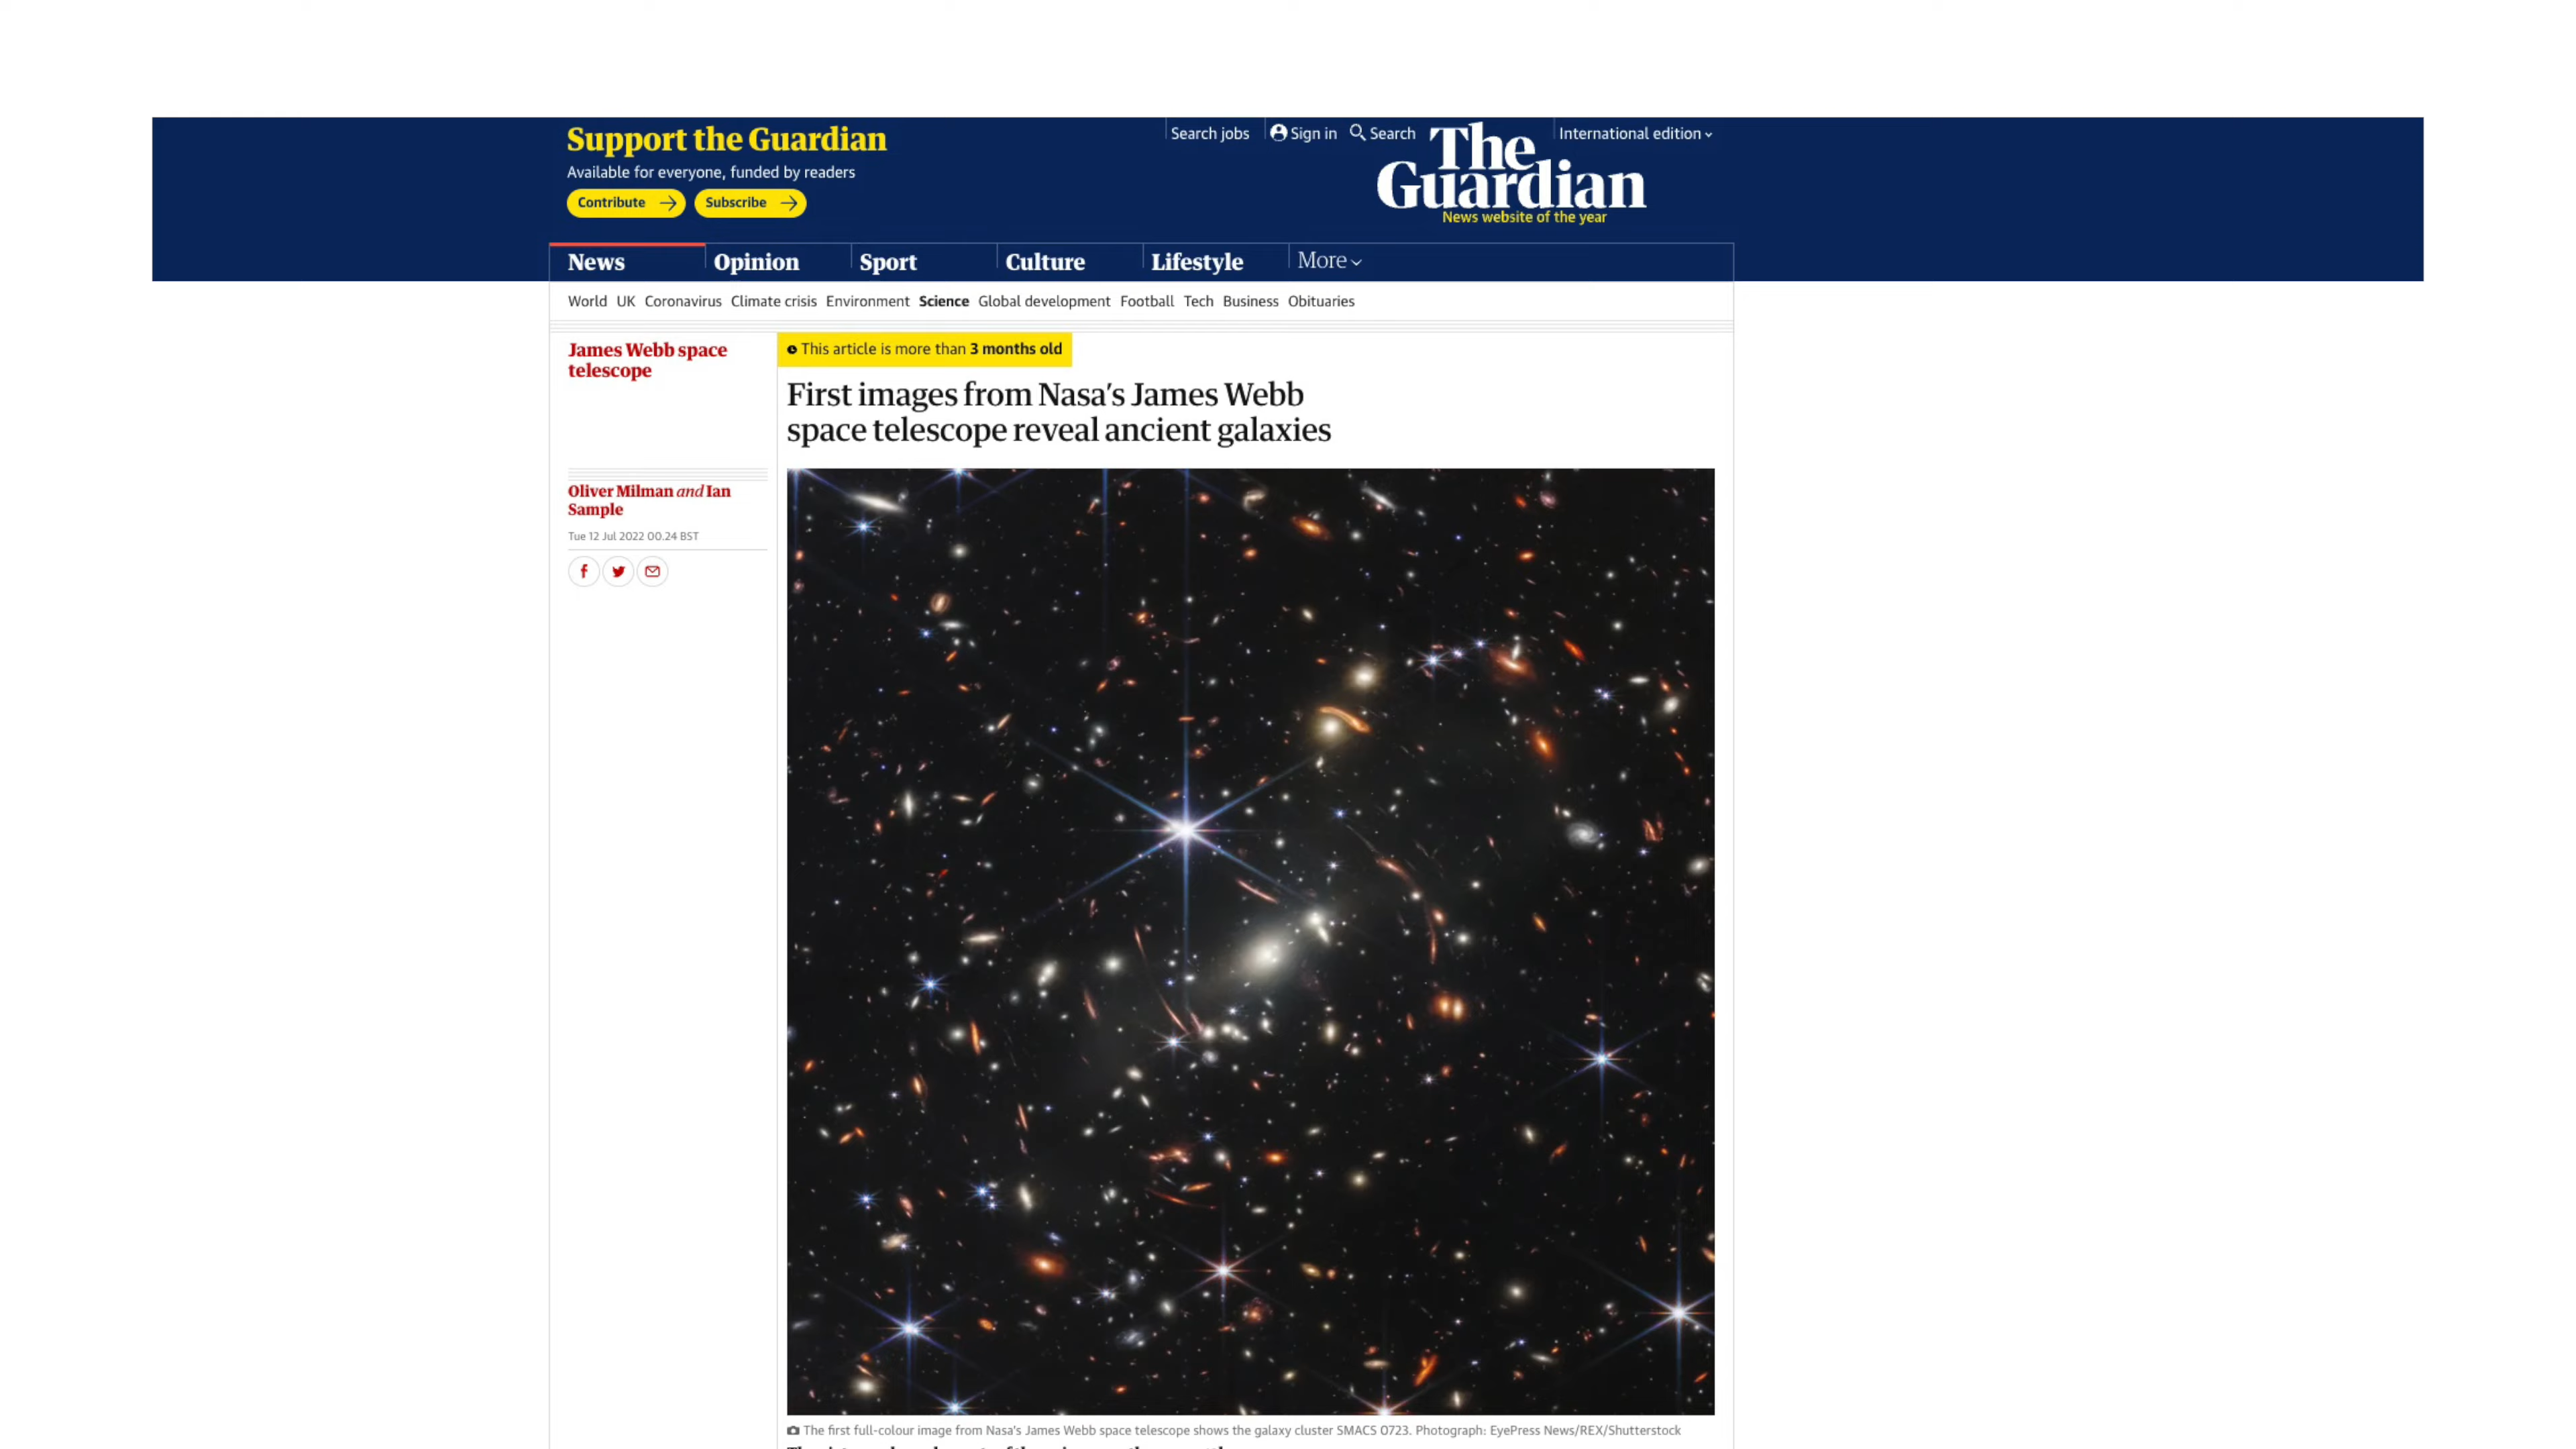 Support the Guardian
Available for everyone, funded by readers
Contribute
Subscribe
Search jobs
Sign in
Search
International edition
The
Guardian
News website of the year
News
Opinion
Sport
Culture
Lifestyle
More
World UK Coronavirus Climate crisis Environment Science Global development Football Tech Business Obituaries
James Webb space
telescope
This article is more than 3 months old
First images from Nasa's James Webb
space telescope reveal ancient galaxies
Oliver Milman and Ian
Sample
Tue 12 Jul 2022 00.24 BST
The first full-colour image from Nasa's James Webb space telescope shows the galaxy cluster SMACS 0723. Photograph: EyePress News/REX/Shutterstock